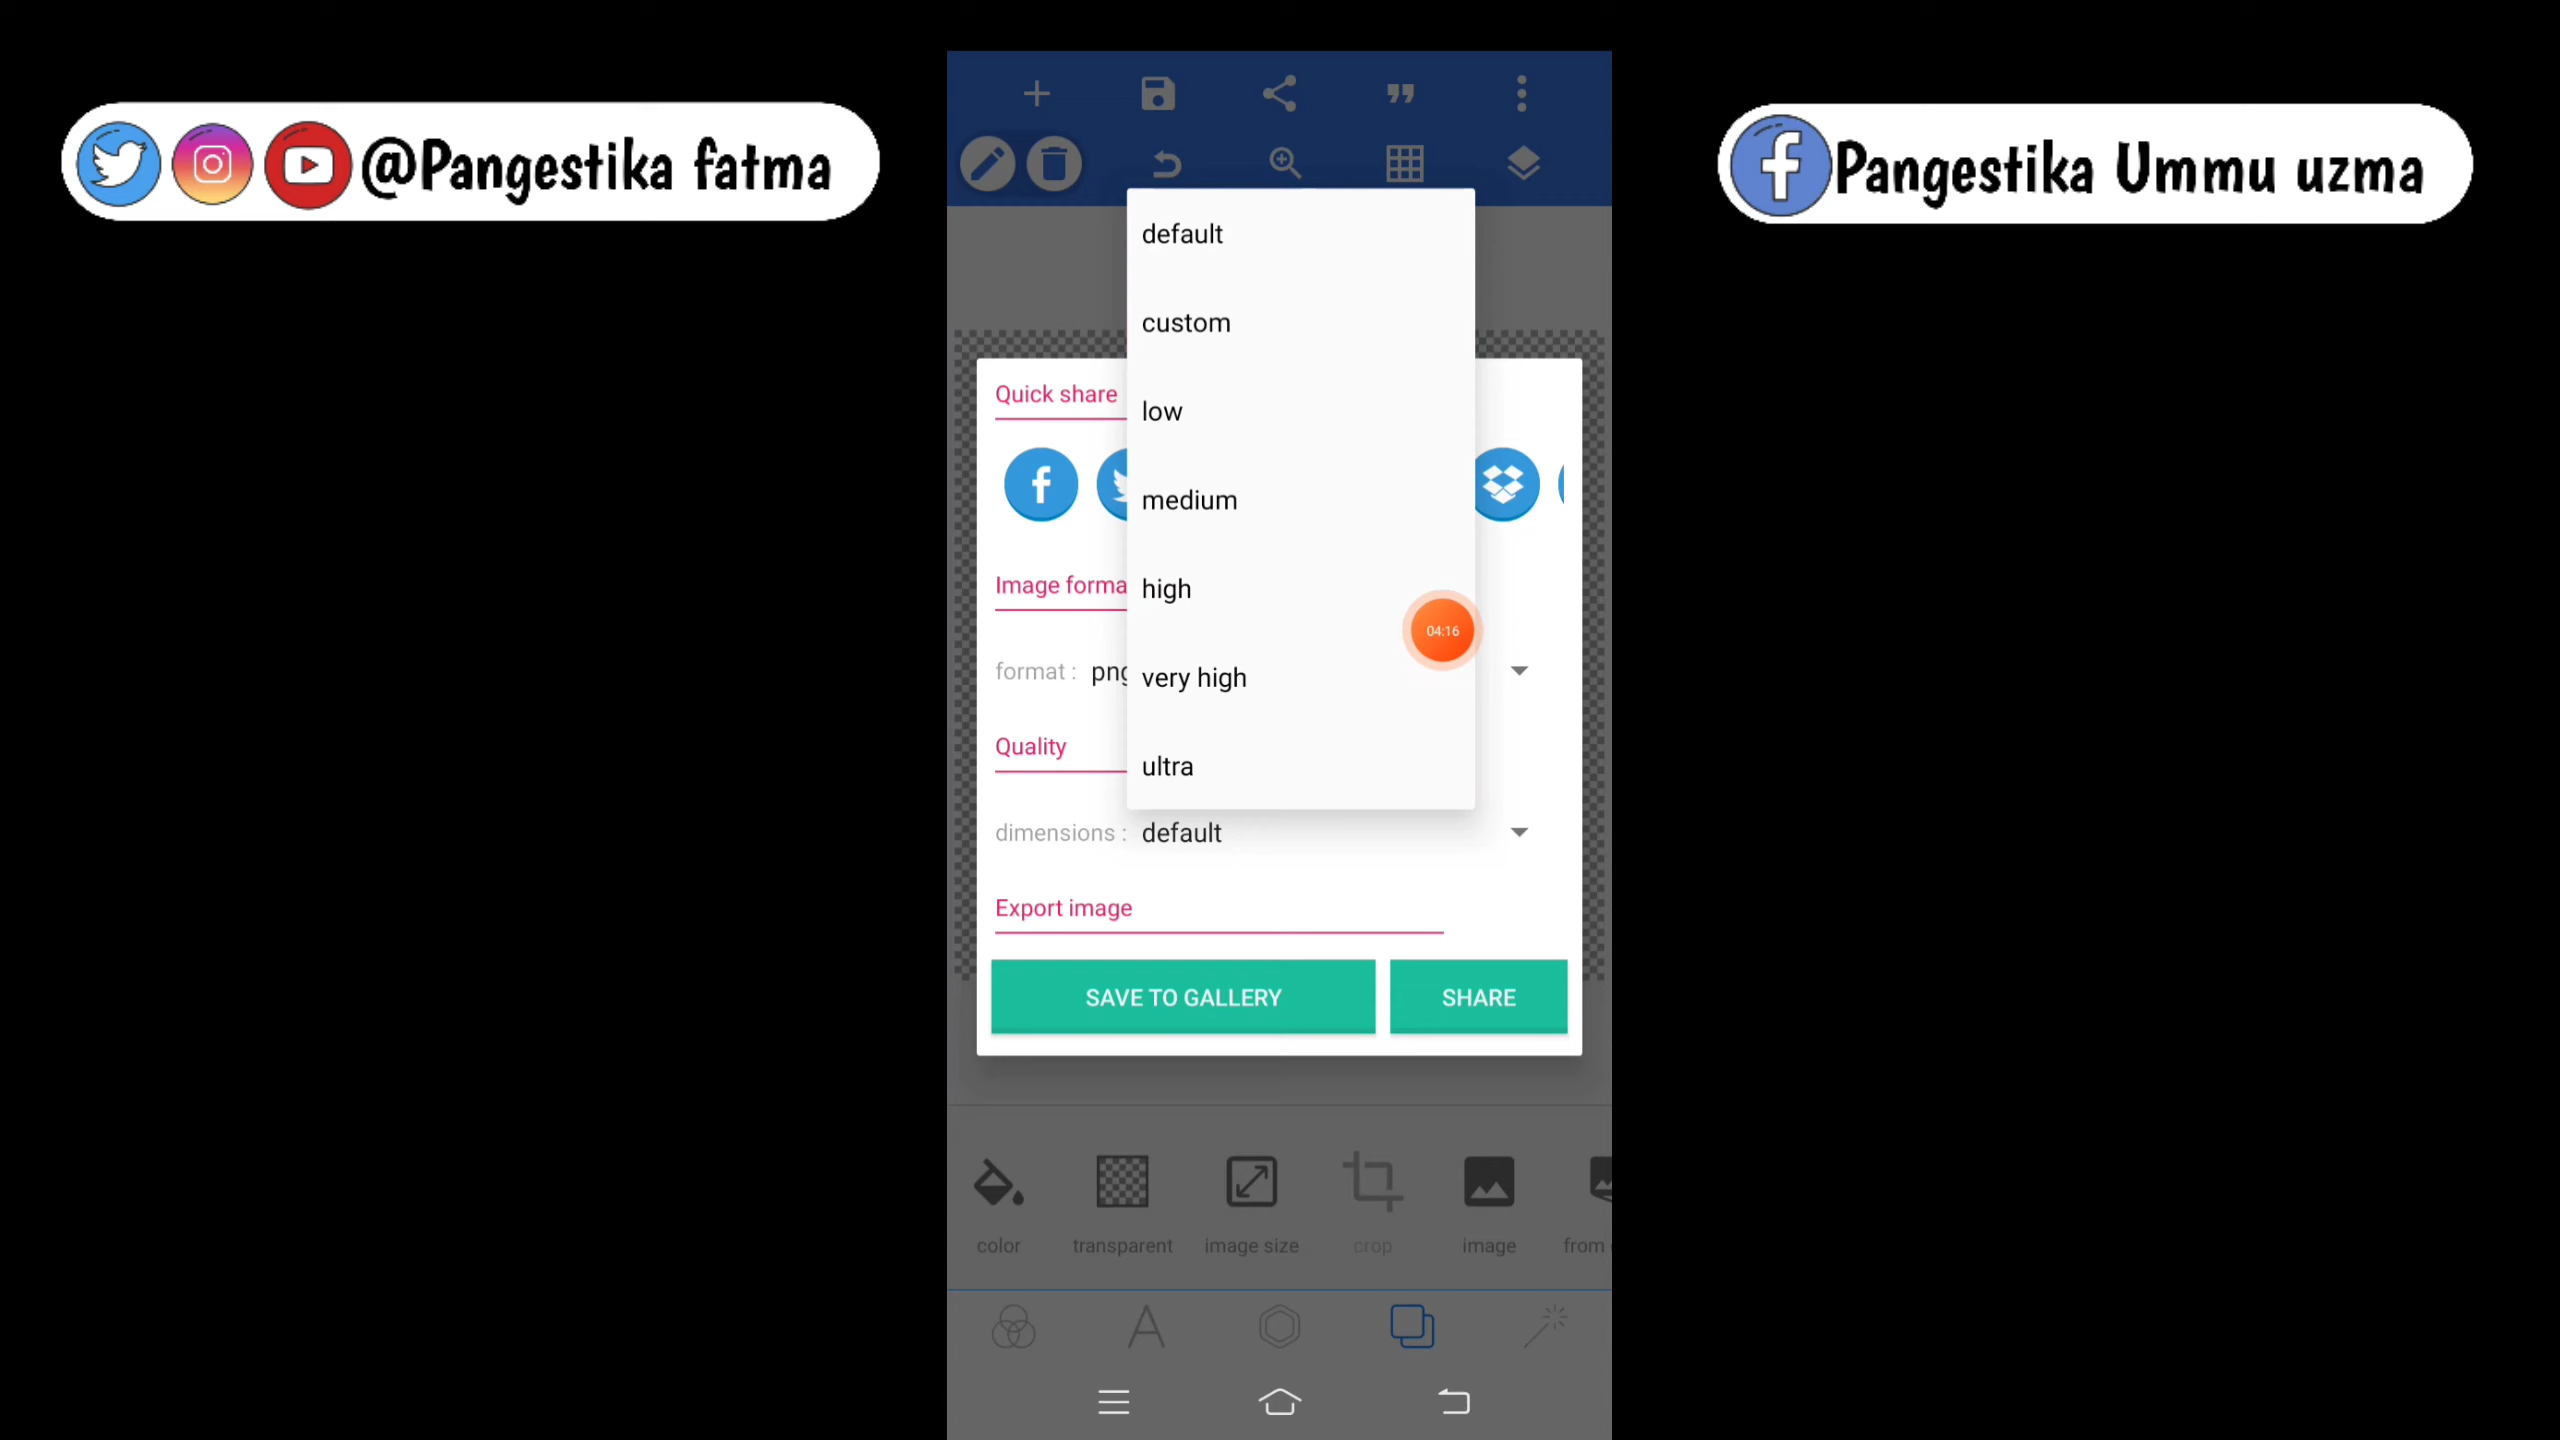 @Pangestika fatma
Pangestika Ummu uzma
default
custom
low
medium
high
very high
ultra
Quick share
Image forma
format : png
Quality
dimensions : default
Export image
SAVE TO GALLERY
SHARE
04:16
color
transparent
image size
crop
image
from